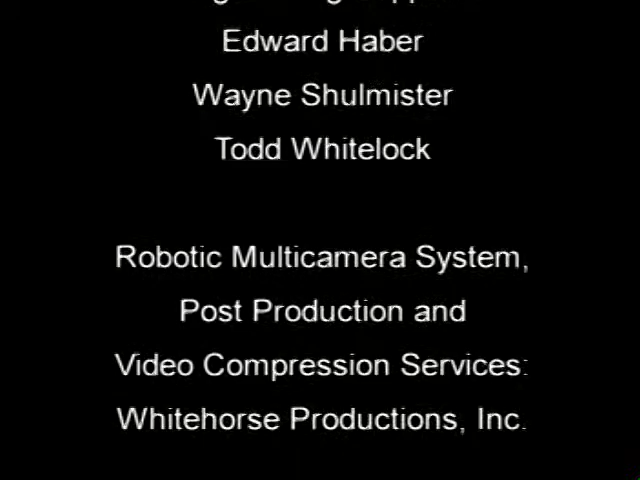 Edward Haber
Wayne Shulmister
Todd Whitelock
Robotic Multicamera System,
Post Production and
Video Compression Services:
Whitehorse Productions, Inc.